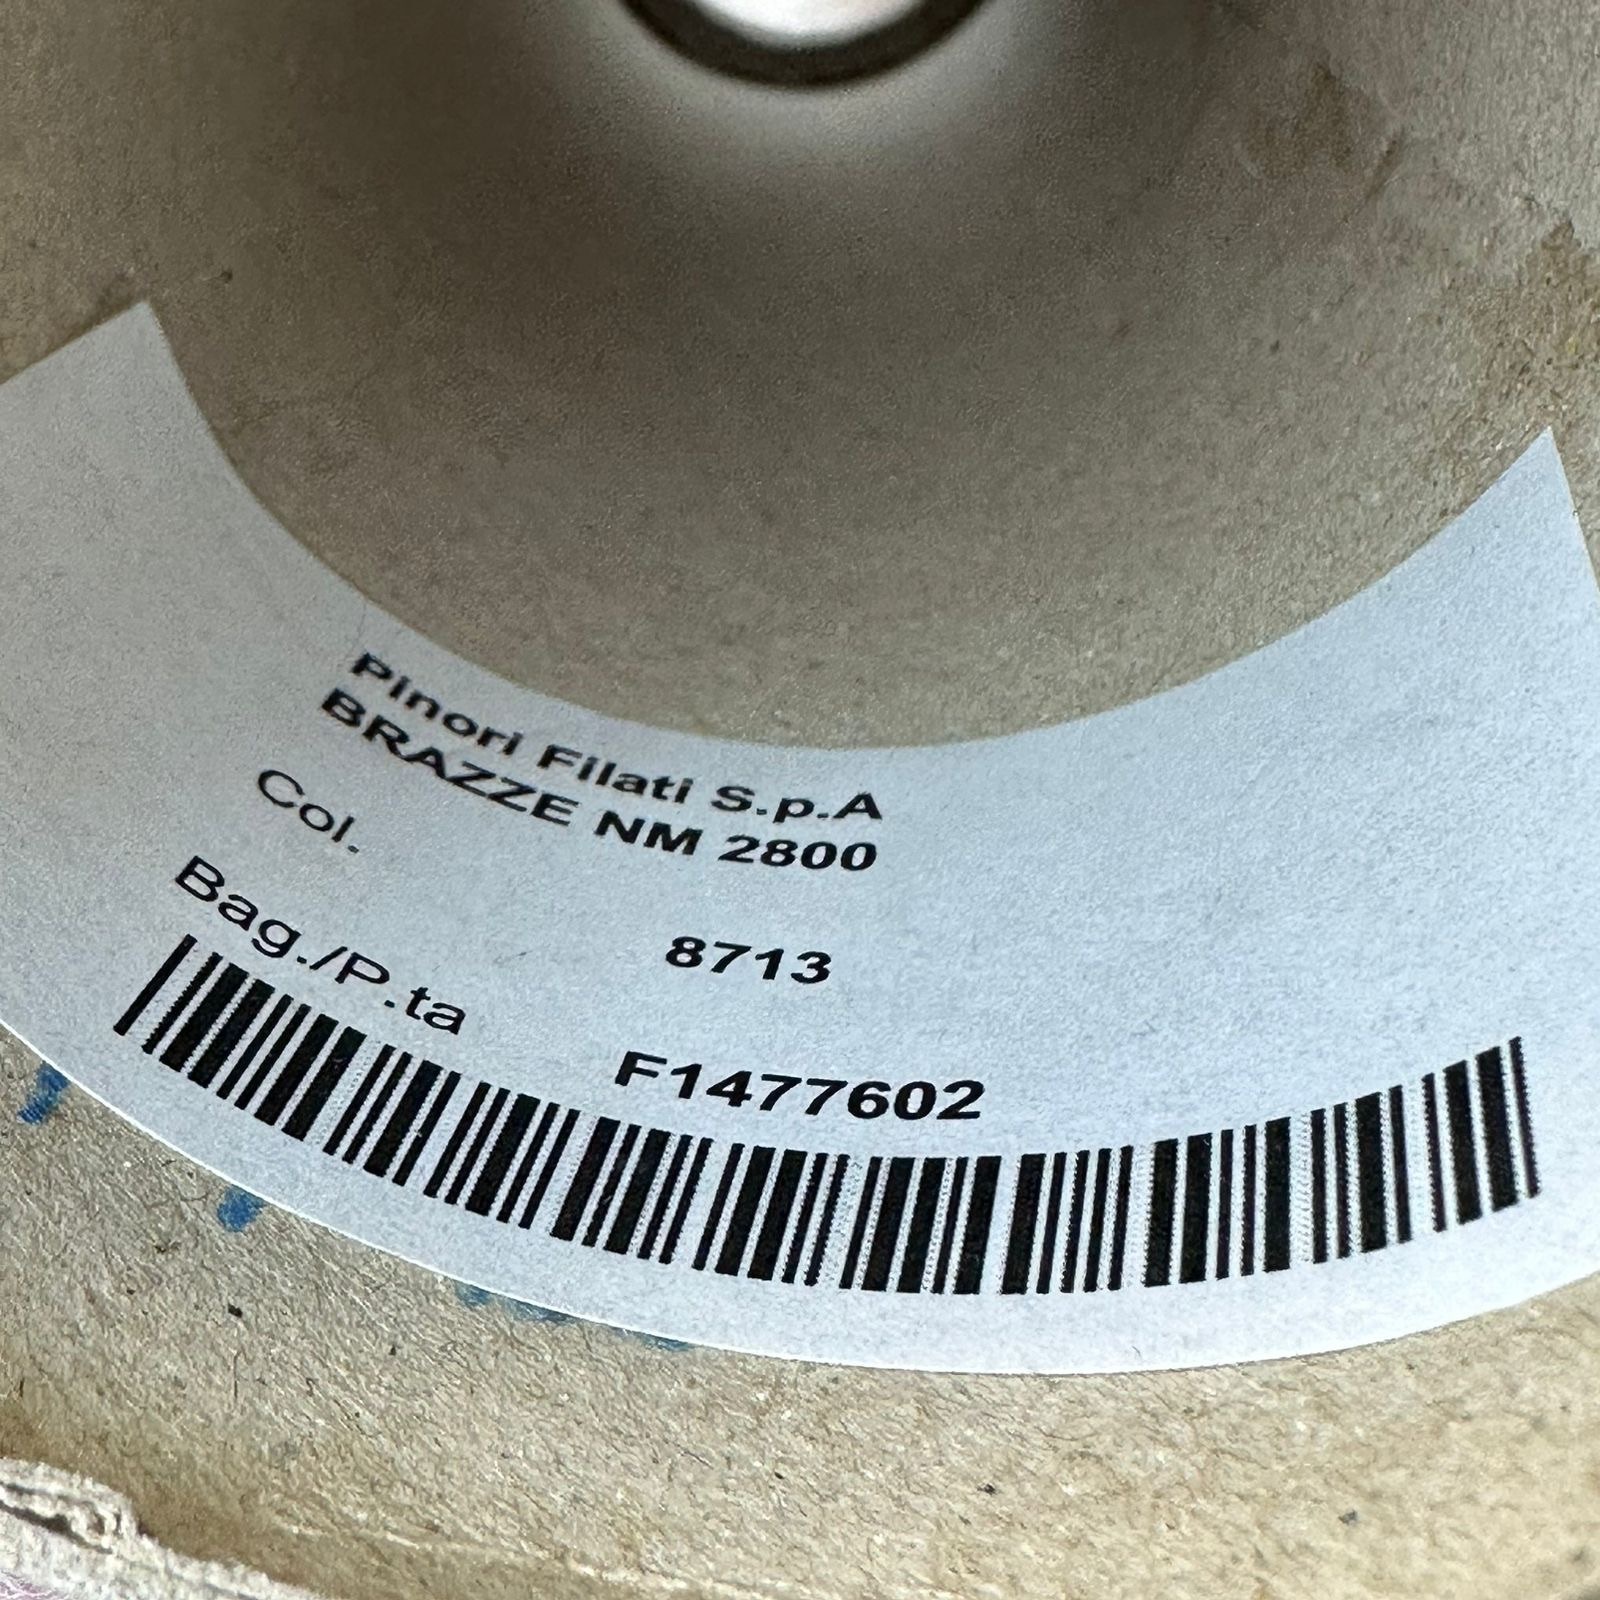 Pinori Filati S.p.A
BRAZZE NM 2800
Col. 8713
Bag./P.ta F1477602